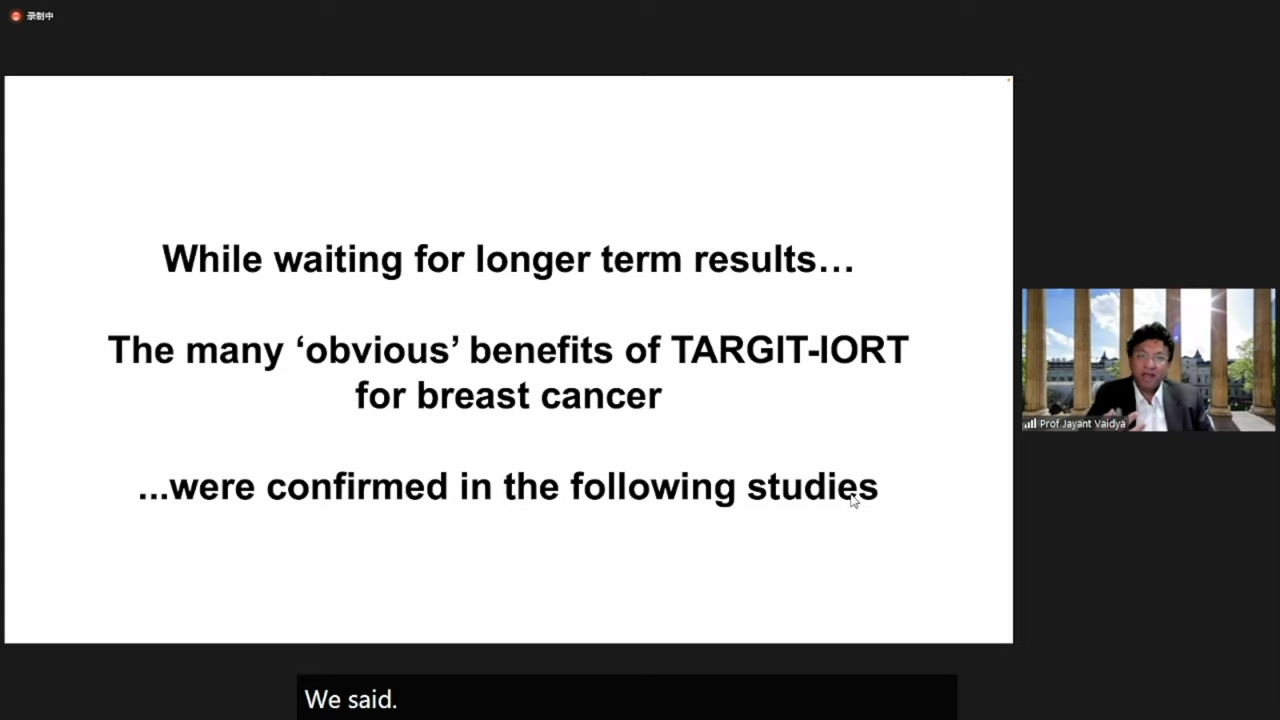 录制中
While waiting for longer term results…
The many ‘obvious’ benefits of TARGIT-IORT
for breast cancer
...were confirmed in the following studies
Prof Jayant Vaidya
We said.